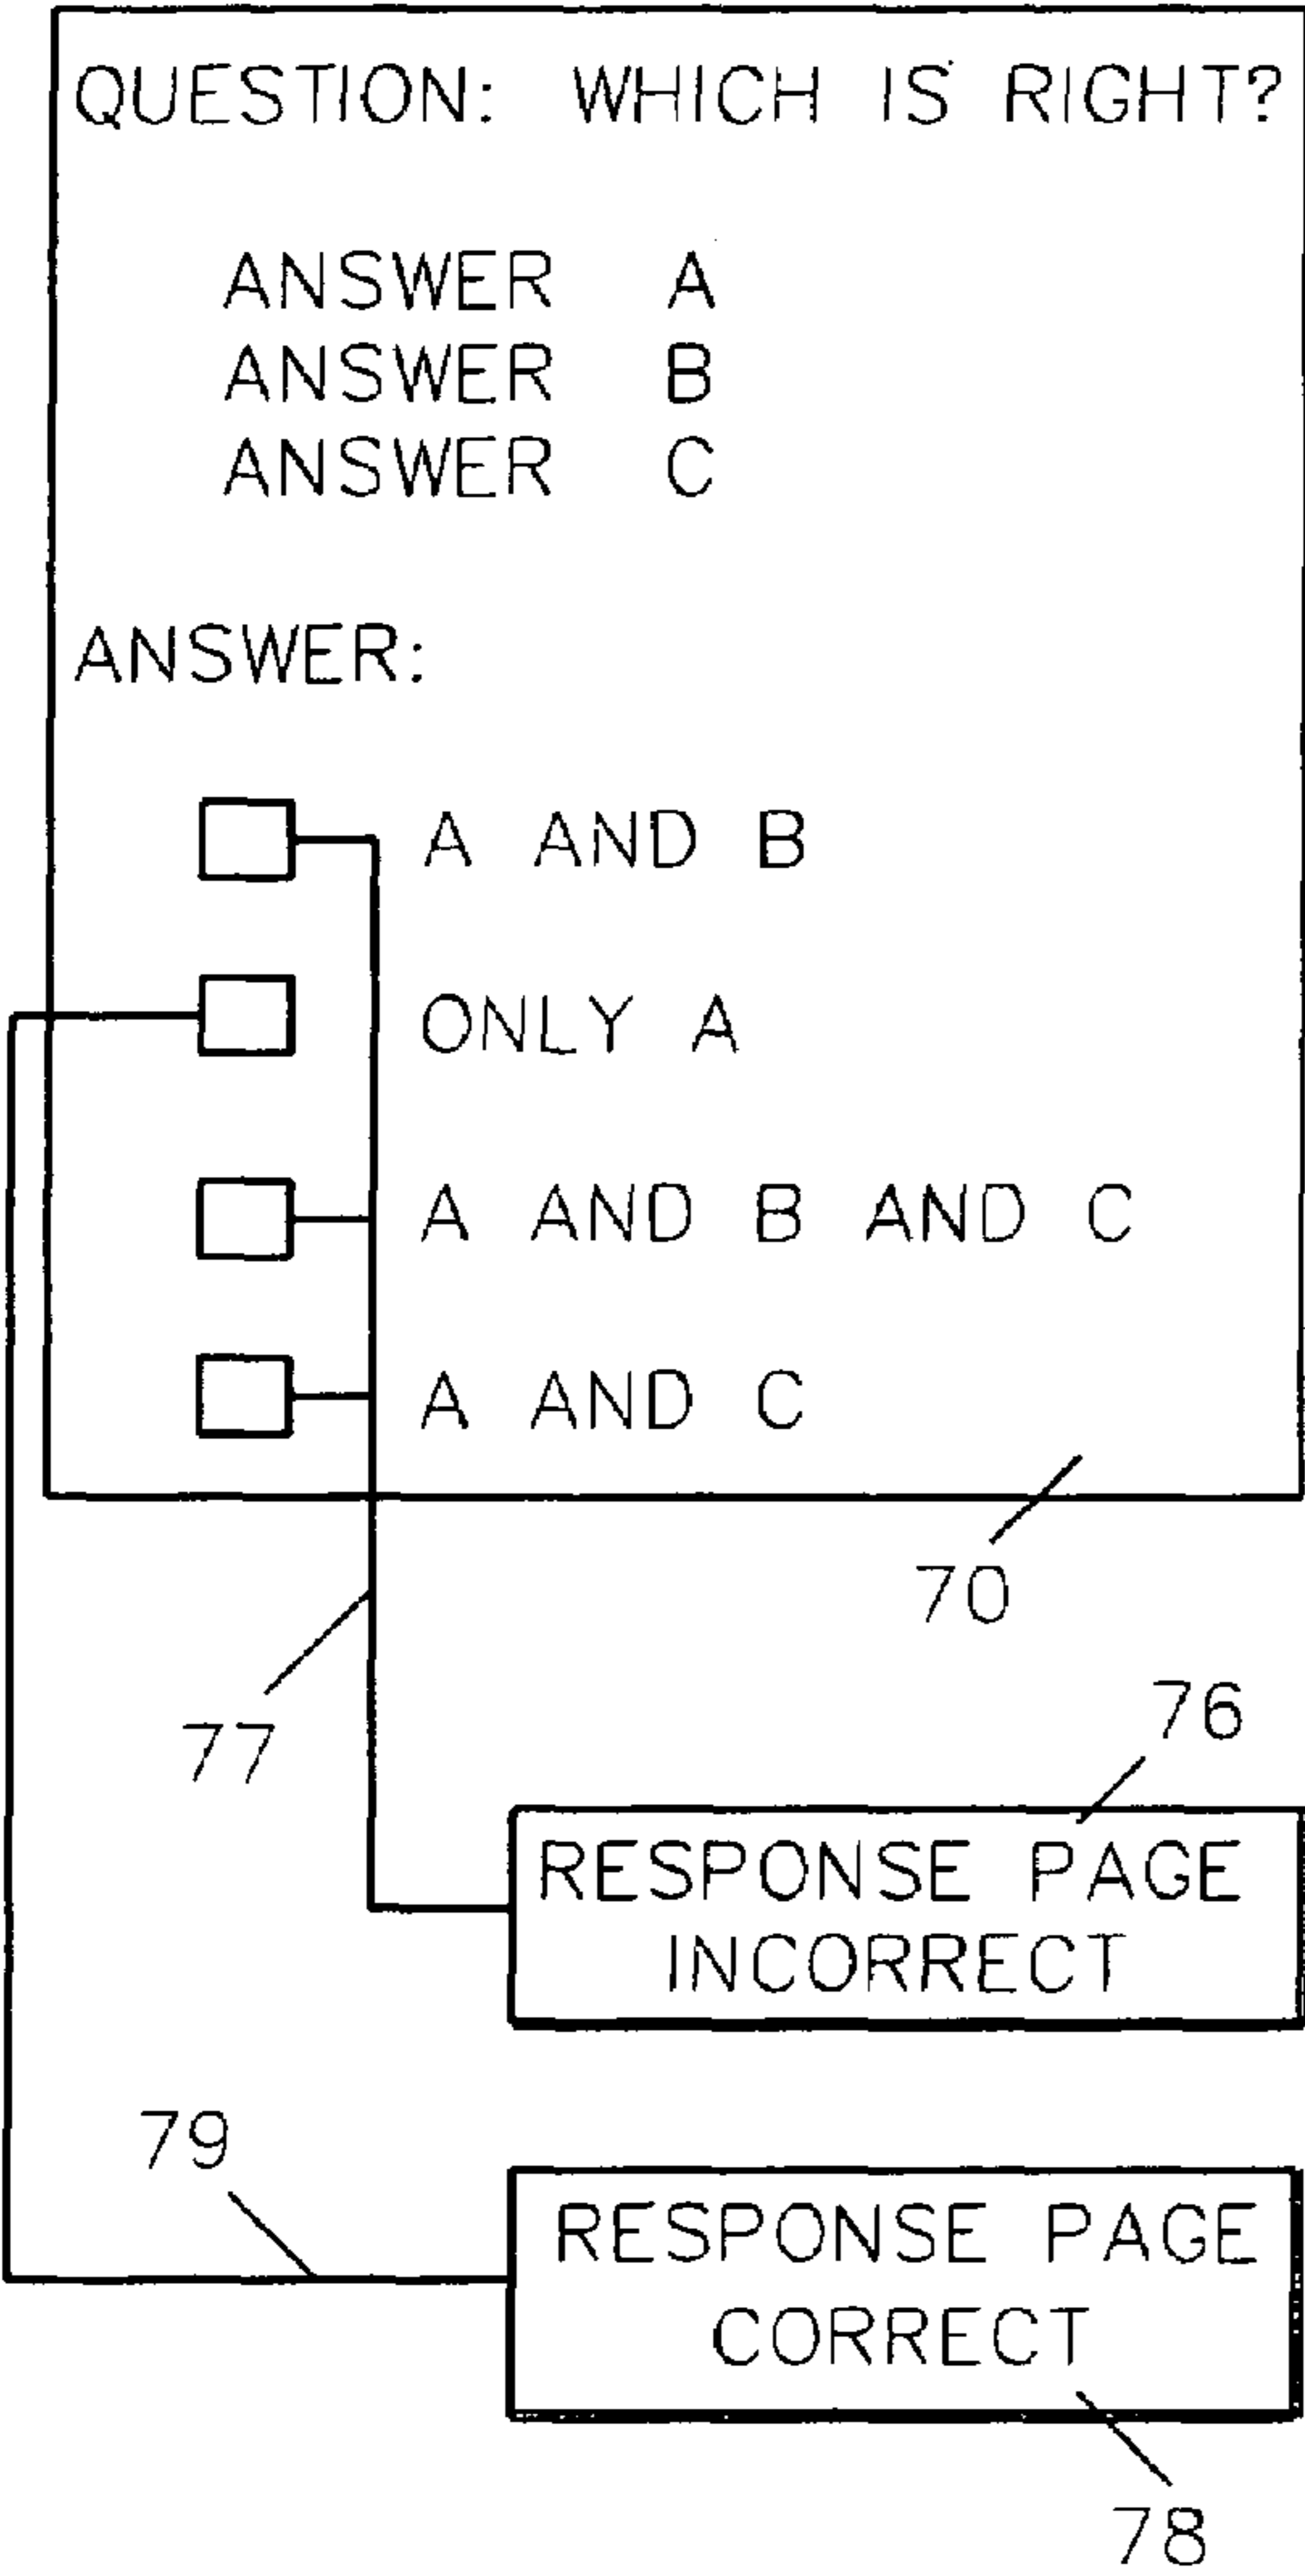 QUESTION: WHICH IS RIGHT?
ANSWER A
ANSWER B
ANSWER C
ANSWER:
A AND B
ONLY A
A AND B AND C
A AND C
70
77
76
RESPONSE PAGE
INCORRECT
79
RESPONSE PAGE
CORRECT
78